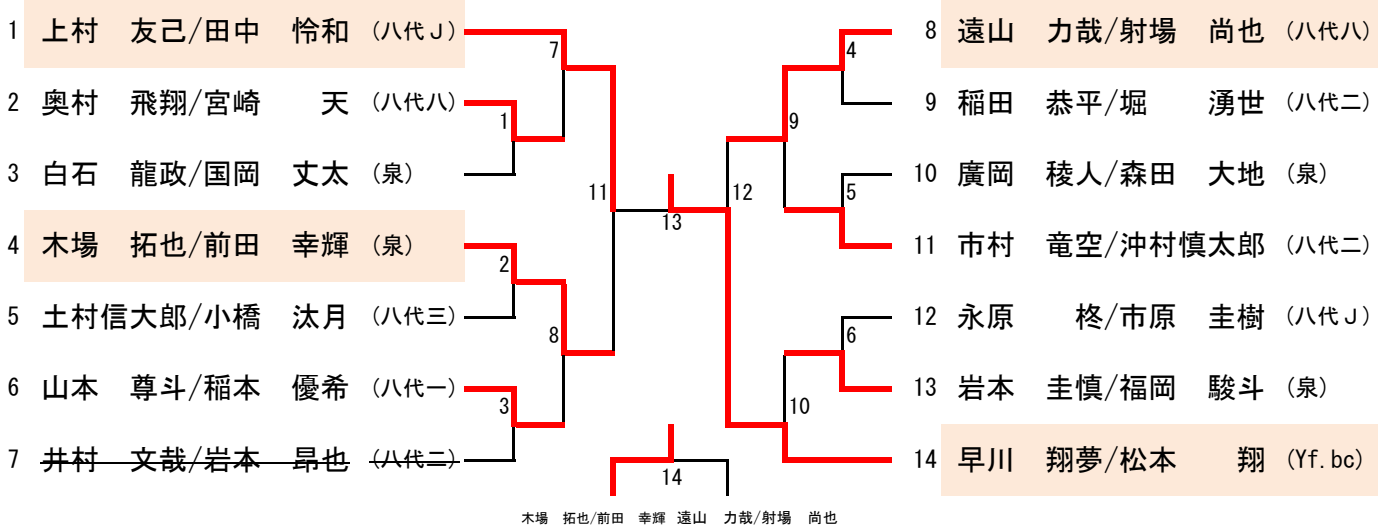 1 上村 友己/田中 怜和 (八代Ｊ)
2 奥村 飛翔/宮崎 天 (八代八)
3 白石 龍政/国岡 丈太 (泉)
4 木場 拓也/前田 幸輝 (泉)
5 土村信大郎/小橋 汰月 (八代三)
6 山本 尊斗/稲本 優希 (八代一)
7 井村 文哉/岩本 昂也 (八代二)
7
1
11
2
8
3
13
14
4
9
12
5
6
10
8 遠山 力哉/射場 尚也 (八代八)
9 稲田 恭平/堀 湧世 (八代二)
10 廣岡 稜人/森田 大地 (泉)
11 市村 竜空/沖村慎太郎 (八代二)
12 永原 柊/市原 圭樹 (八代Ｊ)
13 岩本 圭慎/福岡 駿斗 (泉)
14 早川 翔夢/松本 翔 (Yf.bc)
木場 拓也/前田 幸輝 遠山 力哉/射場 尚也